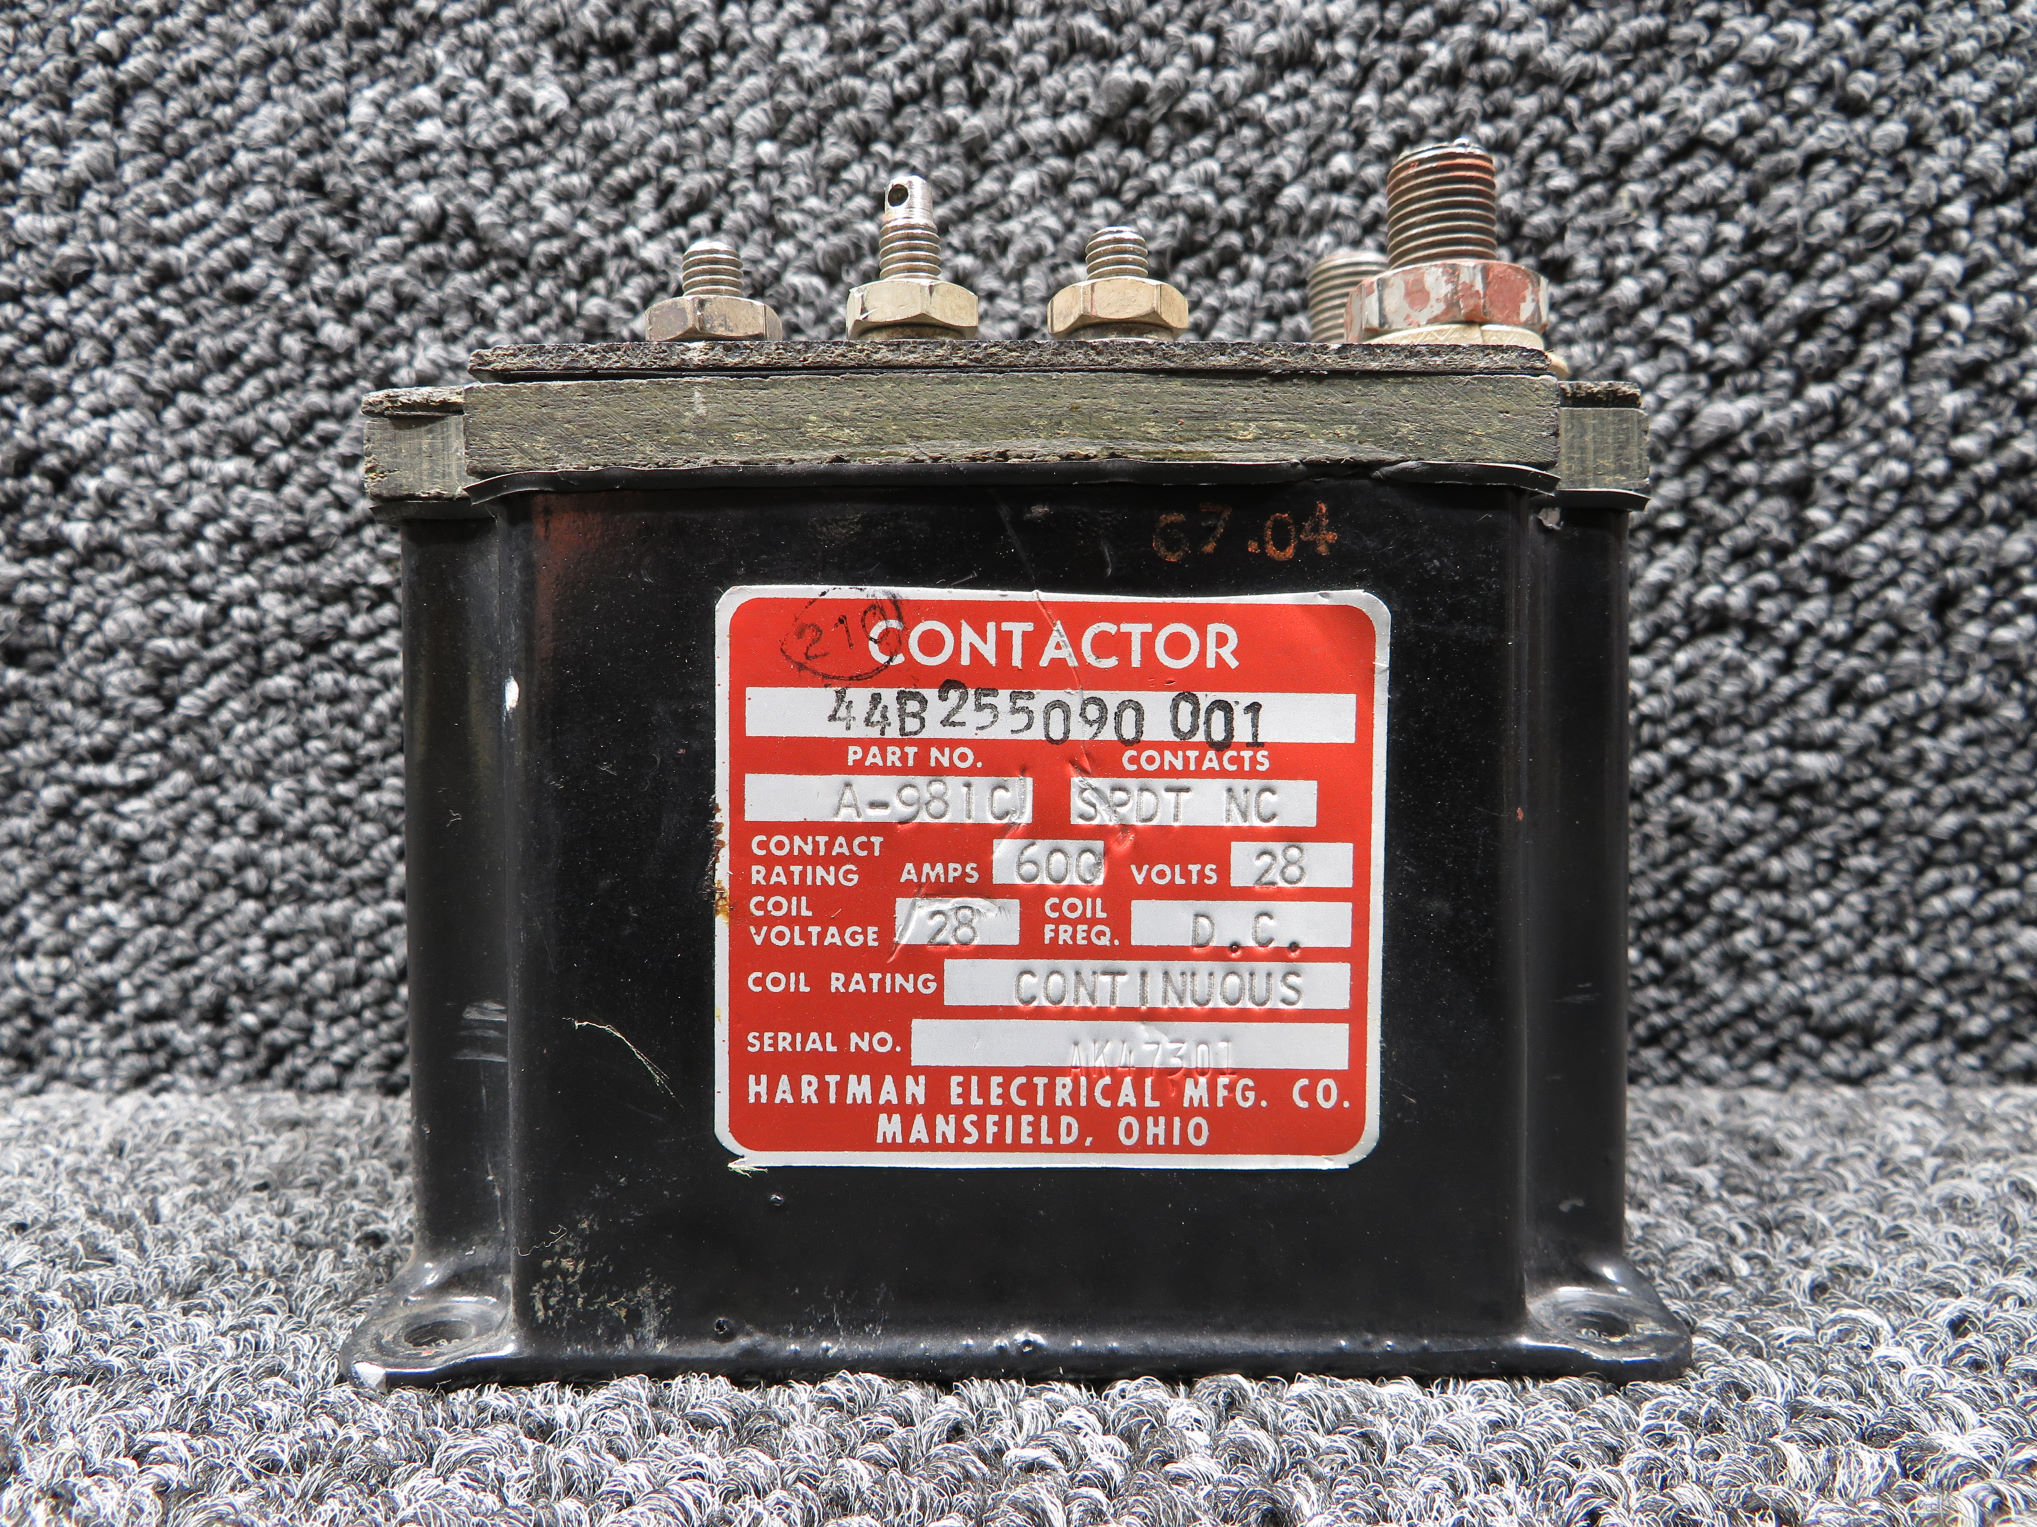 67.04
210
CONTACTOR
44B255090 001
PART NO. CONTACTS
A-981CJ SPDT NC
CONTACT
RATING AMPS 600 VOLTS 28
COIL
VOLTAGE 28 COIL
FREQ. D.C.
COIL RATING CONTINUOUS
SERIAL NO. AK47301
HARTMAN ELECTRICAL MFG. CO.
MANSFIELD, OHIO